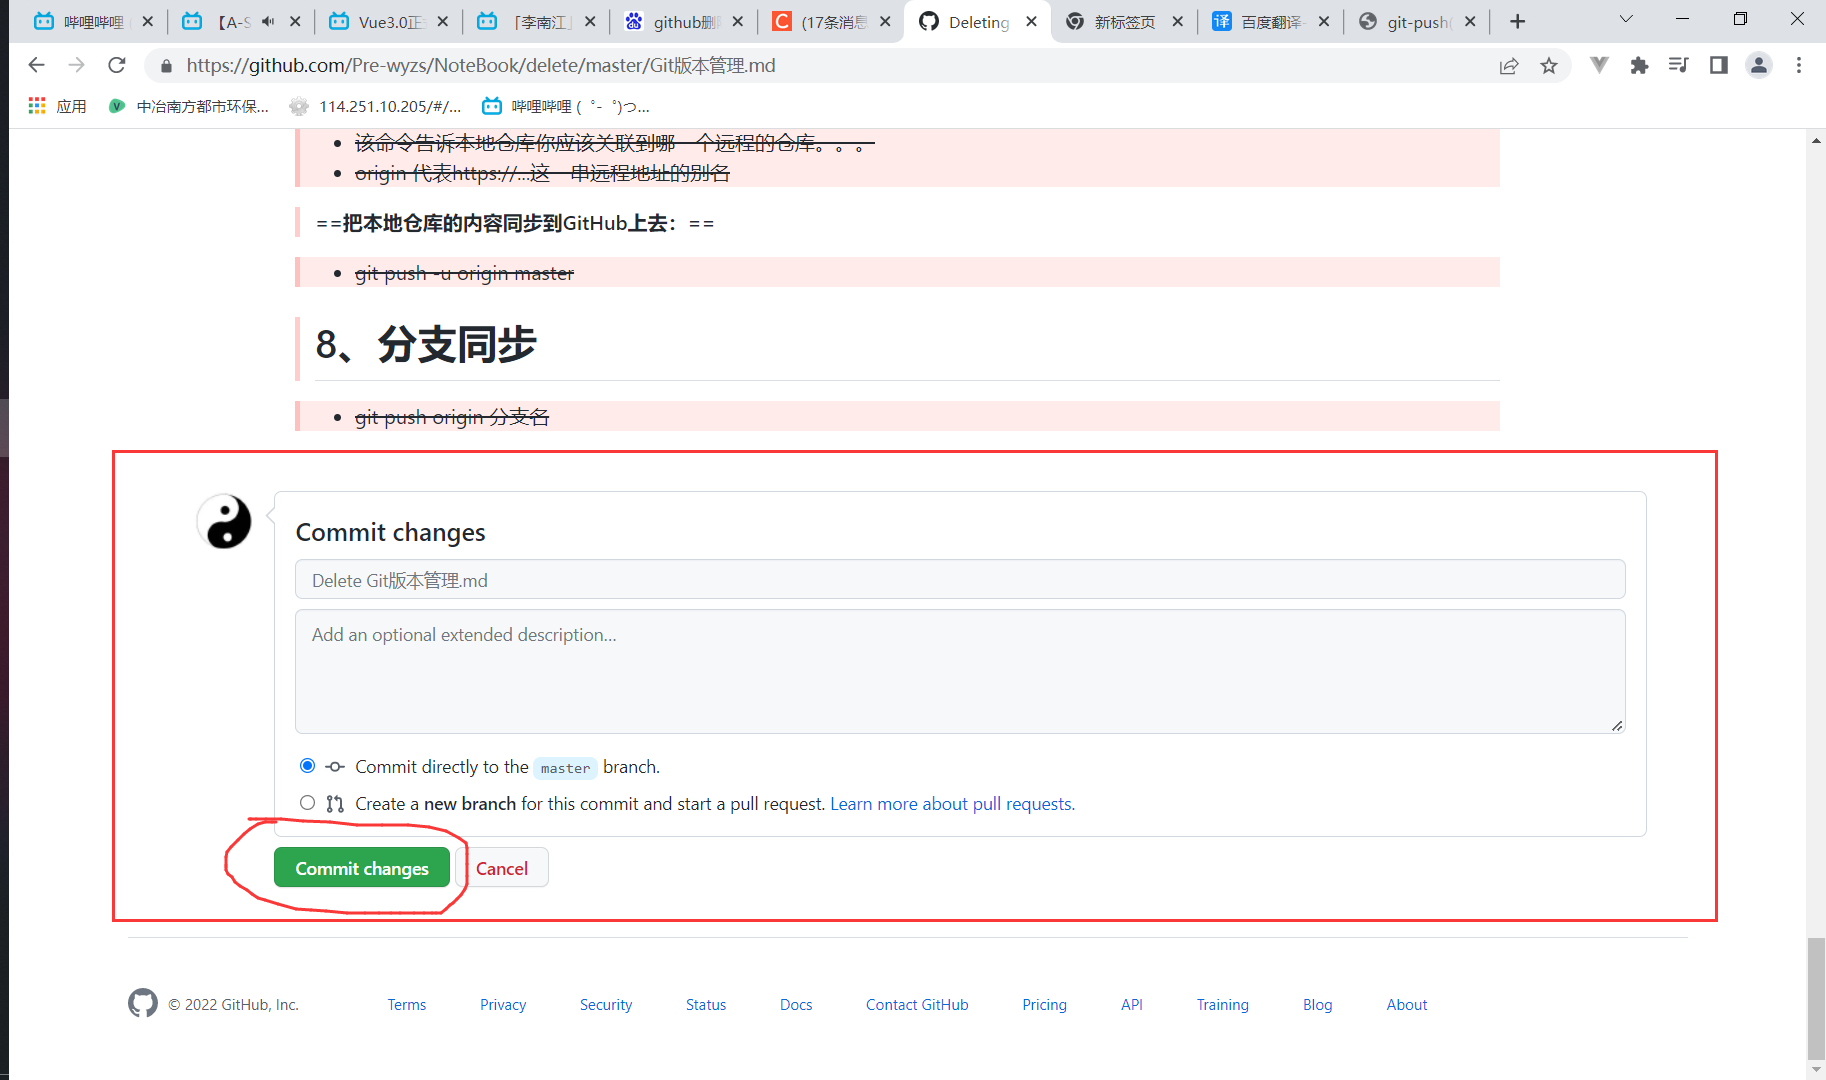 哔哩哔哩 (
【A-S
Vue3.0正式
「李南江」
github删除
(17条消息
Deleting
新标签页
百度翻译-
git-push(
https://github.com/Pre-wyzs/NoteBook/delete/master/Git版本管理.md
应用
中冶南方都市环保...
114.251.10.205/#/...
哔哩哔哩 ( ゜- ゜)つ...
该命令告诉本地仓库你应该关联到哪一个远程的仓库。。。
origin 代表https://...这一串远程地址的别名
==把本地仓库的内容同步到GitHub上去：==
git push -u origin master
8、分支同步
git push origin 分支名
Commit changes
Delete Git版本管理.md
Add an optional extended description...
Commit directly to the master branch.
Create a new branch for this commit and start a pull request. Learn more about pull requests.
Commit changes Cancel
© 2022 GitHub, Inc. Terms Privacy Security Status Docs Contact GitHub Pricing API Training Blog About